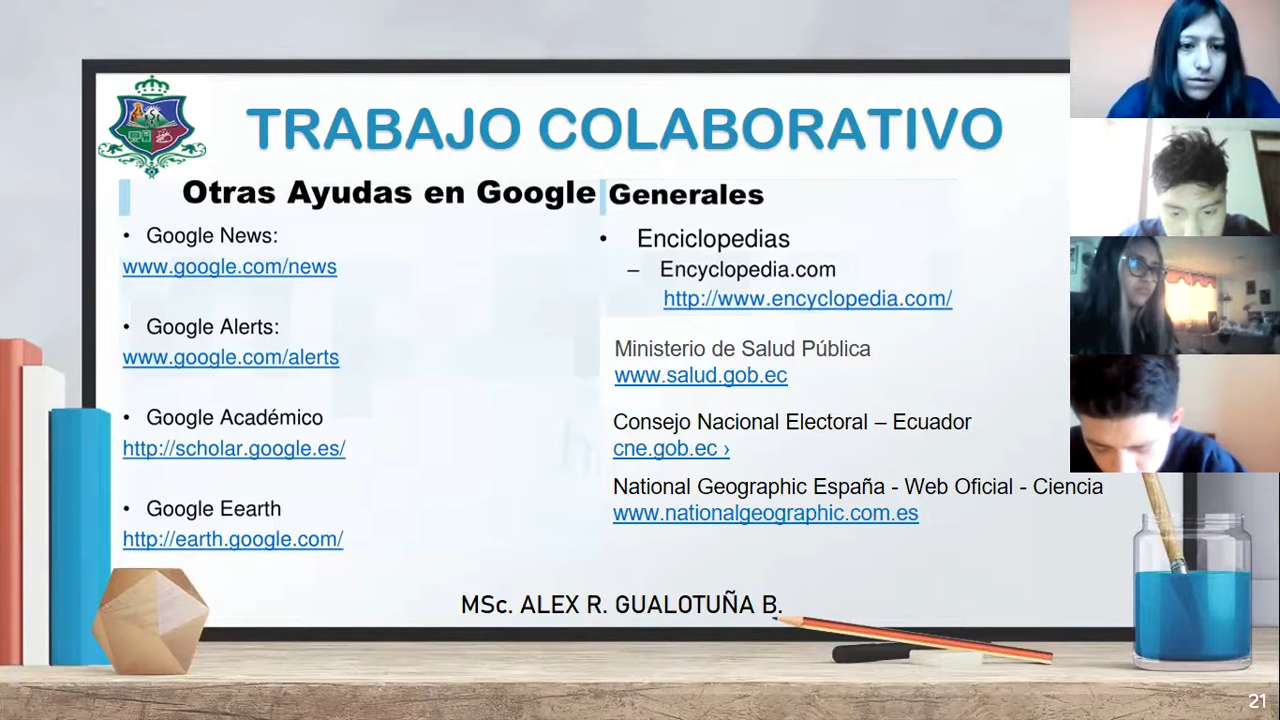 TRABAJO COLABORATIVO
Otras Ayudas en Google
• Google News:
www.google.com/news
• Google Alerts:
www.google.com/alerts
• Google Académico
http://scholar.google.es/
• Google Eearth
http://earth.google.com/
Generales
• Enciclopedias
– Encyclopedia.com
http://www.encyclopedia.com/
Ministerio de Salud Pública
www.salud.gob.ec
Consejo Nacional Electoral – Ecuador
cne.gob.ec ›
National Geographic España - Web Oficial - Ciencia
www.nationalgeographic.com.es
MSc. ALEX R. GUALOTUÑA B.
21